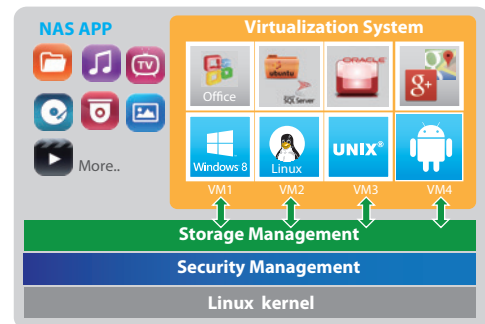 NAS APP
TV
More..
Virtualization System
Office
ubuntu
SQL Server
ORACLE
g+
Windows 8
Linux
UNIX®
VM1
VM2
VM3
VM4
Storage Management
Security Management
Linux kernel